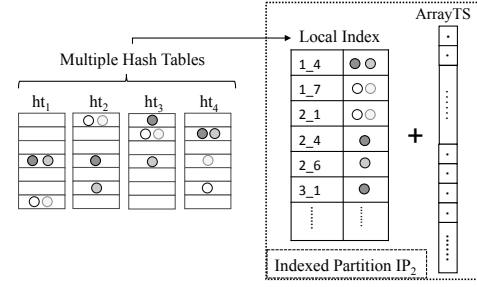 ArrayTS
Local Index
Multiple Hash Tables
ht1 ht2 ht3 ht4
1_4
1_7
2_1
2_4
2_6
3_1
+
Indexed Partition IP2